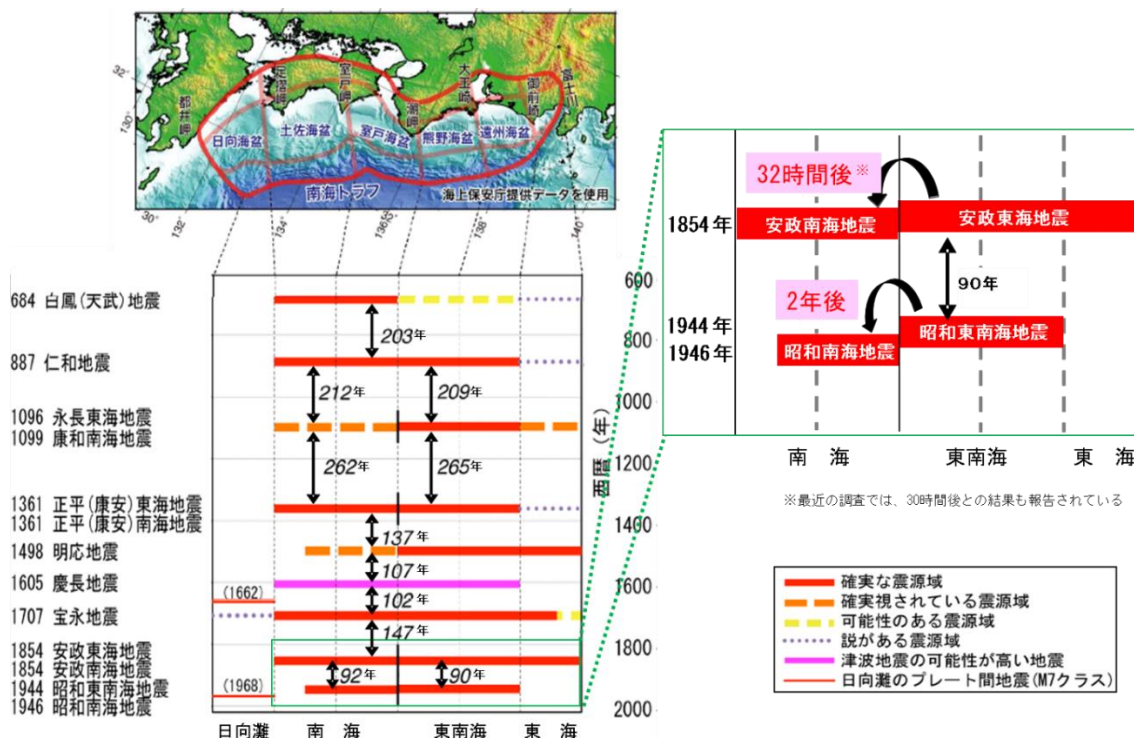 32°
130°
都井岬
足摺岬
室戸岬
潮岬
大王崎
御前崎
富士川
日向海盆
土佐海盆
室戸海盆
熊野海盆
遠州海盆
南海トラフ
海上保安庁提供データを使用
30°
132°
134°
136°
138°
140°
684 白鳳(天武)地震
203年
887 仁和地震
212年
209年
1096 永長東海地震
1099 康和南海地震
262年
265年
1361 正平(康安)東海地震
1361 正平(康安)南海地震
137年
1498 明応地震
107年
1605 慶長地震
(1662)
102年
1707 宝永地震
147年
1854 安政東海地震
1854 安政南海地震
92年
90年
1944 昭和東南海地震
(1968)
1946 昭和南海地震
日向灘
南 海
東南海
東 海
600
800
1000
1200
1400
1600
1800
2000
西暦(年)
32時間後※
1854年
安政南海地震
安政東海地震
90年
2年後
1944年
昭和東南海地震
1946年
昭和南海地震
南 海
東南海
東 海
※最近の調査では、30時間後との結果も報告されている
確実な震源域
確実視されている震源域
可能性のある震源域
説がある震源域
津波地震の可能性が高い地震
日向灘のプレート間地震(M7クラス)